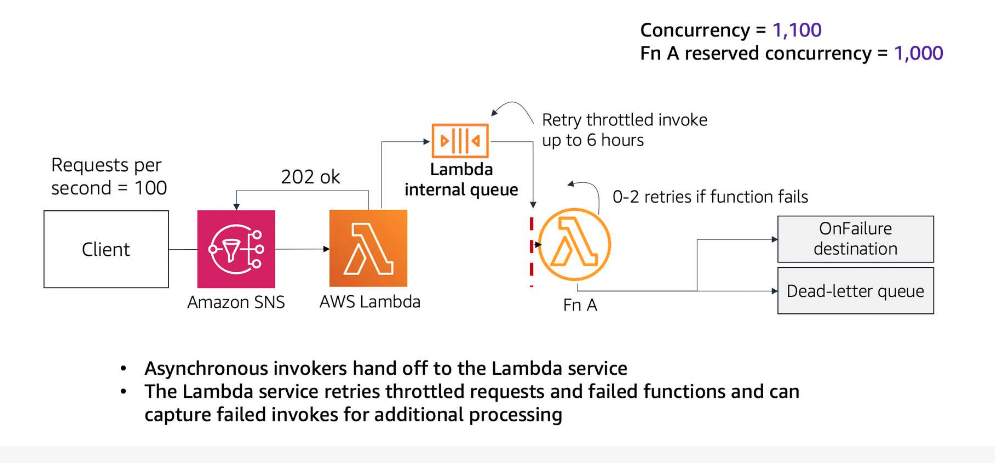 Concurrency = 1,100
Fn A reserved concurrency = 1,000
Retry throttled invoke
up to 6 hours
Requests per
second = 100
202 ok
Lambda
internal queue
0-2 retries if function fails
Client
OnFailure
destination
Dead-letter queue
Amazon SNS
AWS Lambda
Fn A
• Asynchronous invokers hand off to the Lambda service
• The Lambda service retries throttled requests and failed functions and can
capture failed invokes for additional processing